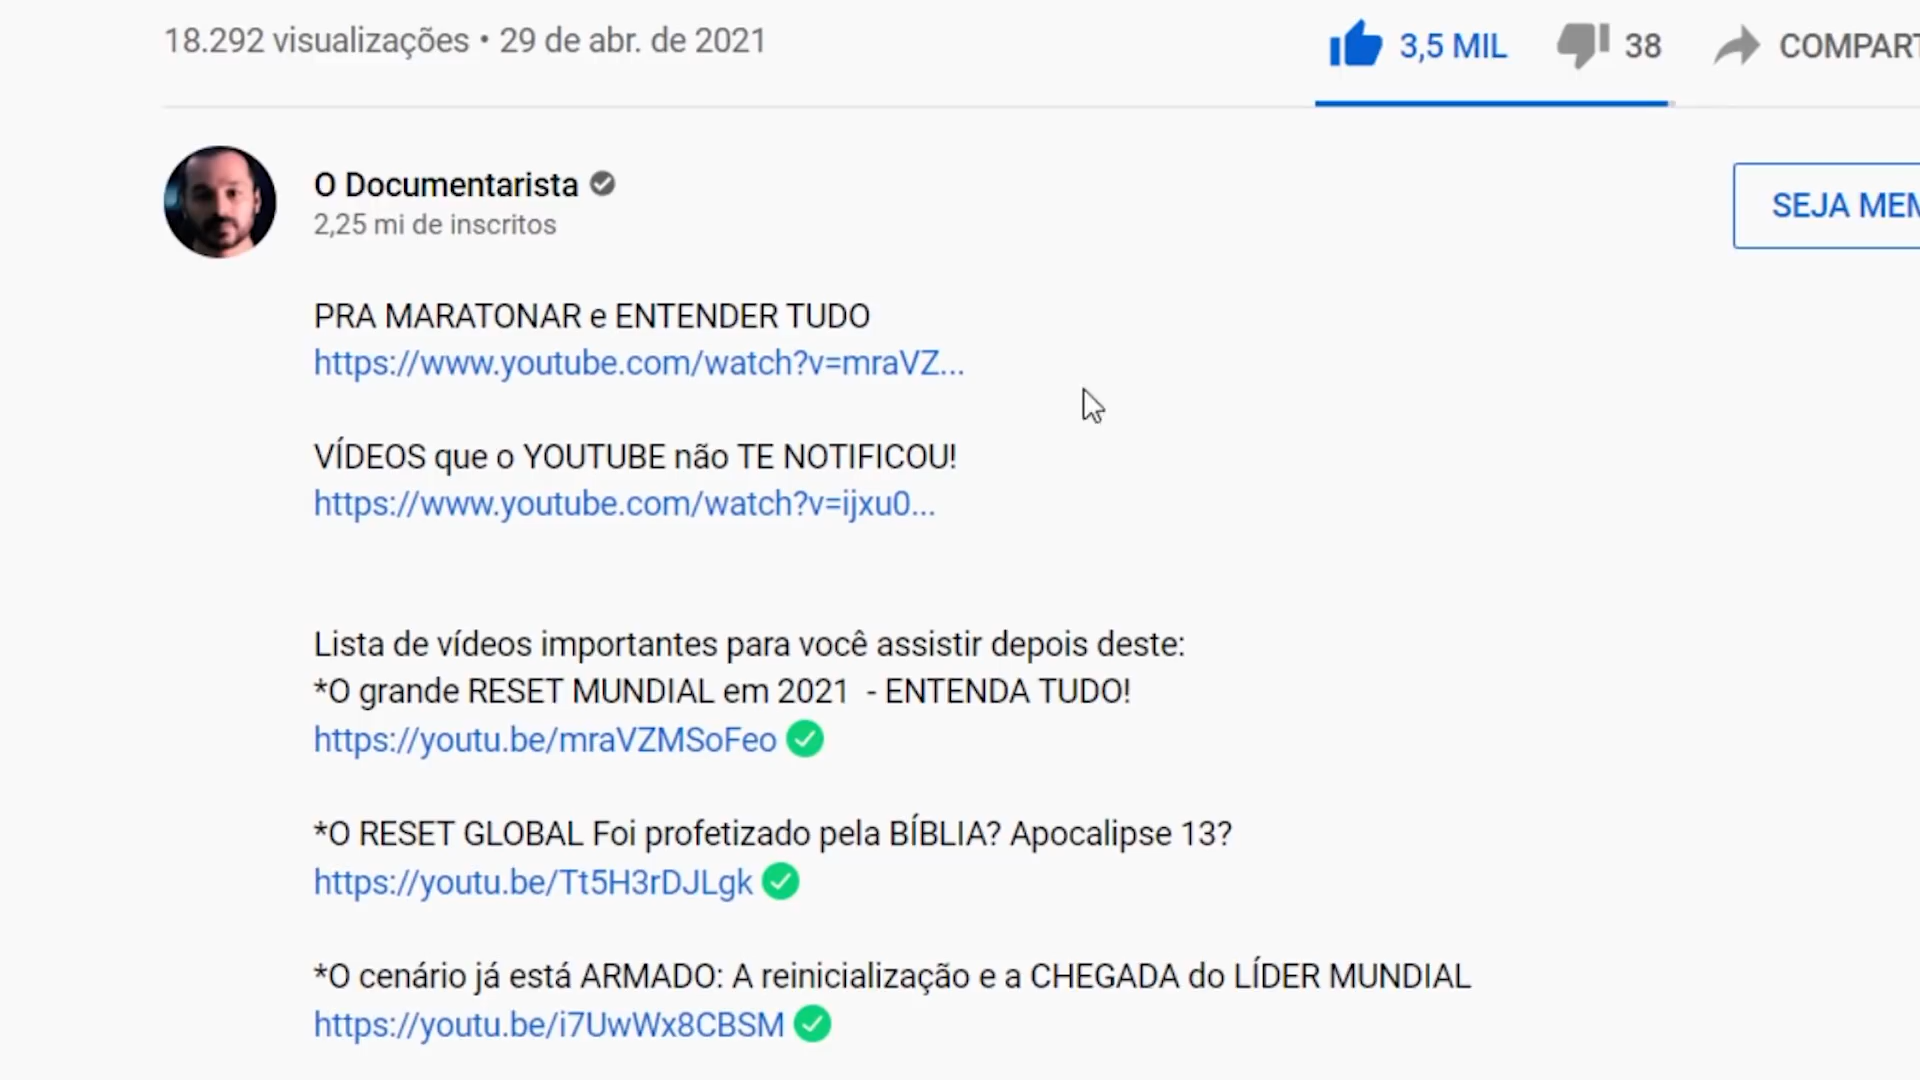 18.292 visualizações • 29 de abr. de 2021
3,5 MIL
38
COMPART
O Documentarista
2,25 mi de inscritos
SEJA MEM
PRA MARATONAR e ENTENDER TUDO
https://www.youtube.com/watch?v=mraVZ...
VÍDEOS que o YOUTUBE não TE NOTIFICOU!
https://www.youtube.com/watch?v=ijxu0...
Lista de vídeos importantes para você assistir depois deste:
*O grande RESET MUNDIAL em 2021  - ENTENDA TUDO!
https://youtu.be/mraVZMSoFeo
*O RESET GLOBAL Foi profetizado pela BÍBLIA? Apocalipse 13?
https://youtu.be/Tt5H3rDJLgk
*O cenário já está ARMADO: A reinicialização e a CHEGADA do LÍDER MUNDIAL
https://youtu.be/i7UwWx8CBSM